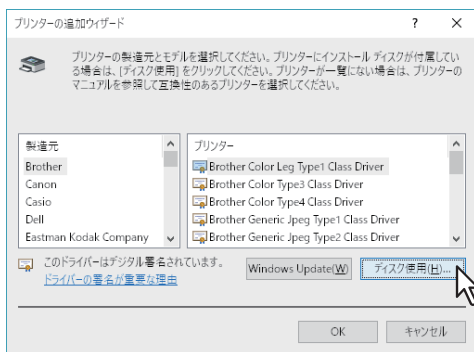 プリンターの追加ウィザード
? ×
プリンターの製造元とモデルを選択してください。プリンターにインストール ディスクが付属してい
る場合は、[ディスク使用] をクリックしてください。プリンターが一覧にない場合は、プリンターの
マニュアルを参照して互換性のあるプリンターを選択してください。
製造元
Brother
Canon
Casio
Dell
Eastman Kodak Company
プリンター
Brother Color Leg Type1 Class Driver
Brother Color Type3 Class Driver
Brother Color Type4 Class Driver
Brother Generic Jpeg Type1 Class Driver
Brother Generic Jpeg Type2 Class Driver
このドライバーはデジタル署名されています。
ドライバーの署名が重要な理由
Windows Update(W)
ディスク使用(H)...
OK
キャンセル